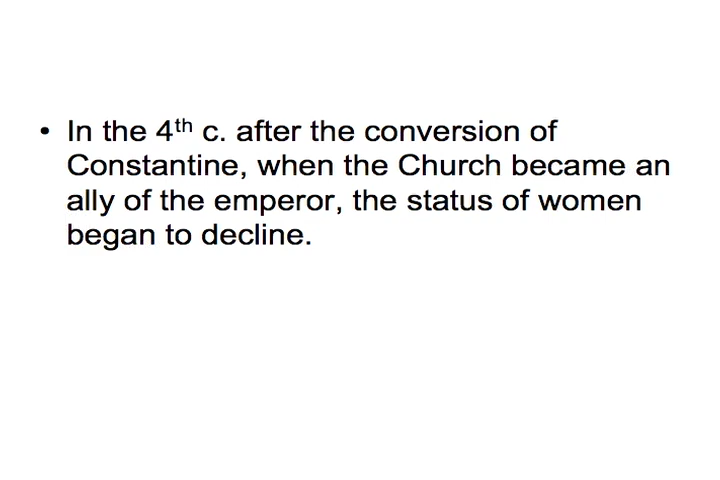 • In the 4th c. after the conversion of
Constantine, when the Church became an
ally of the emperor, the status of women
began to decline.